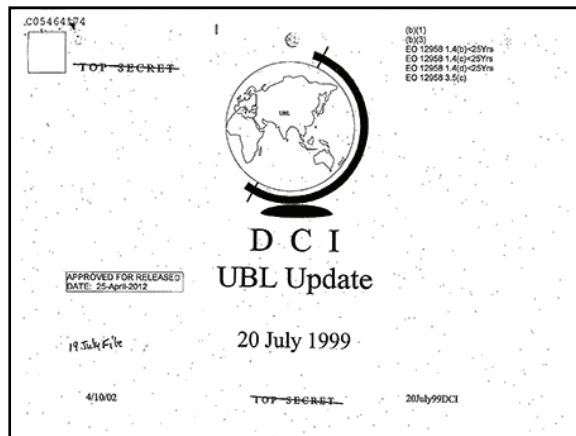 C05464174
TOP SECRET
(b)(1)
(b)(3)
EO 12958 1.4(b)<25Yrs
EO 12958 1.4(c)<25Yrs
EO 12958 1.4(d)<25Yrs
EO 12958 3.5(c)
UBL
D C I
UBL Update
APPROVED FOR RELEASED
DATE: 25-April-2012
20 July 1999
19 July File
4/10/02
TOP SECRET
20July99DCI